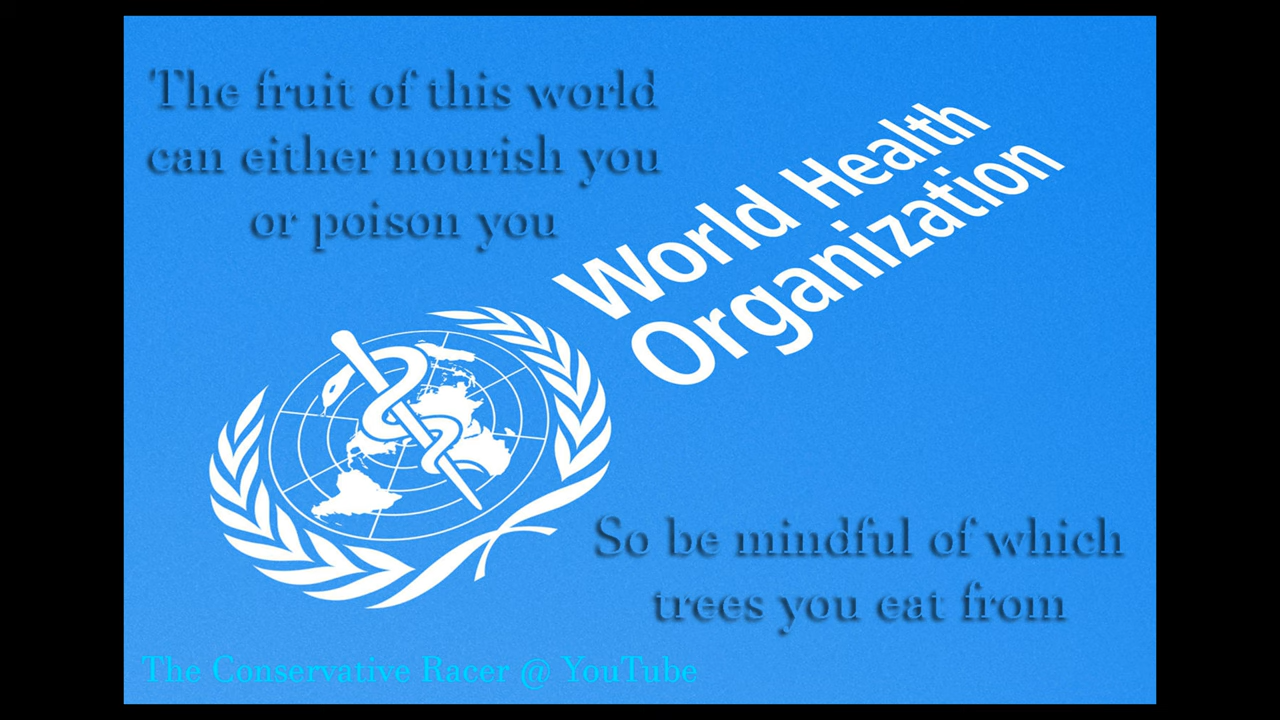 The fruit of this world
can either nourish you
or poison you
World Health
Organization
So be mindful of which
trees you eat from
The Conservative Racer @ YouTube